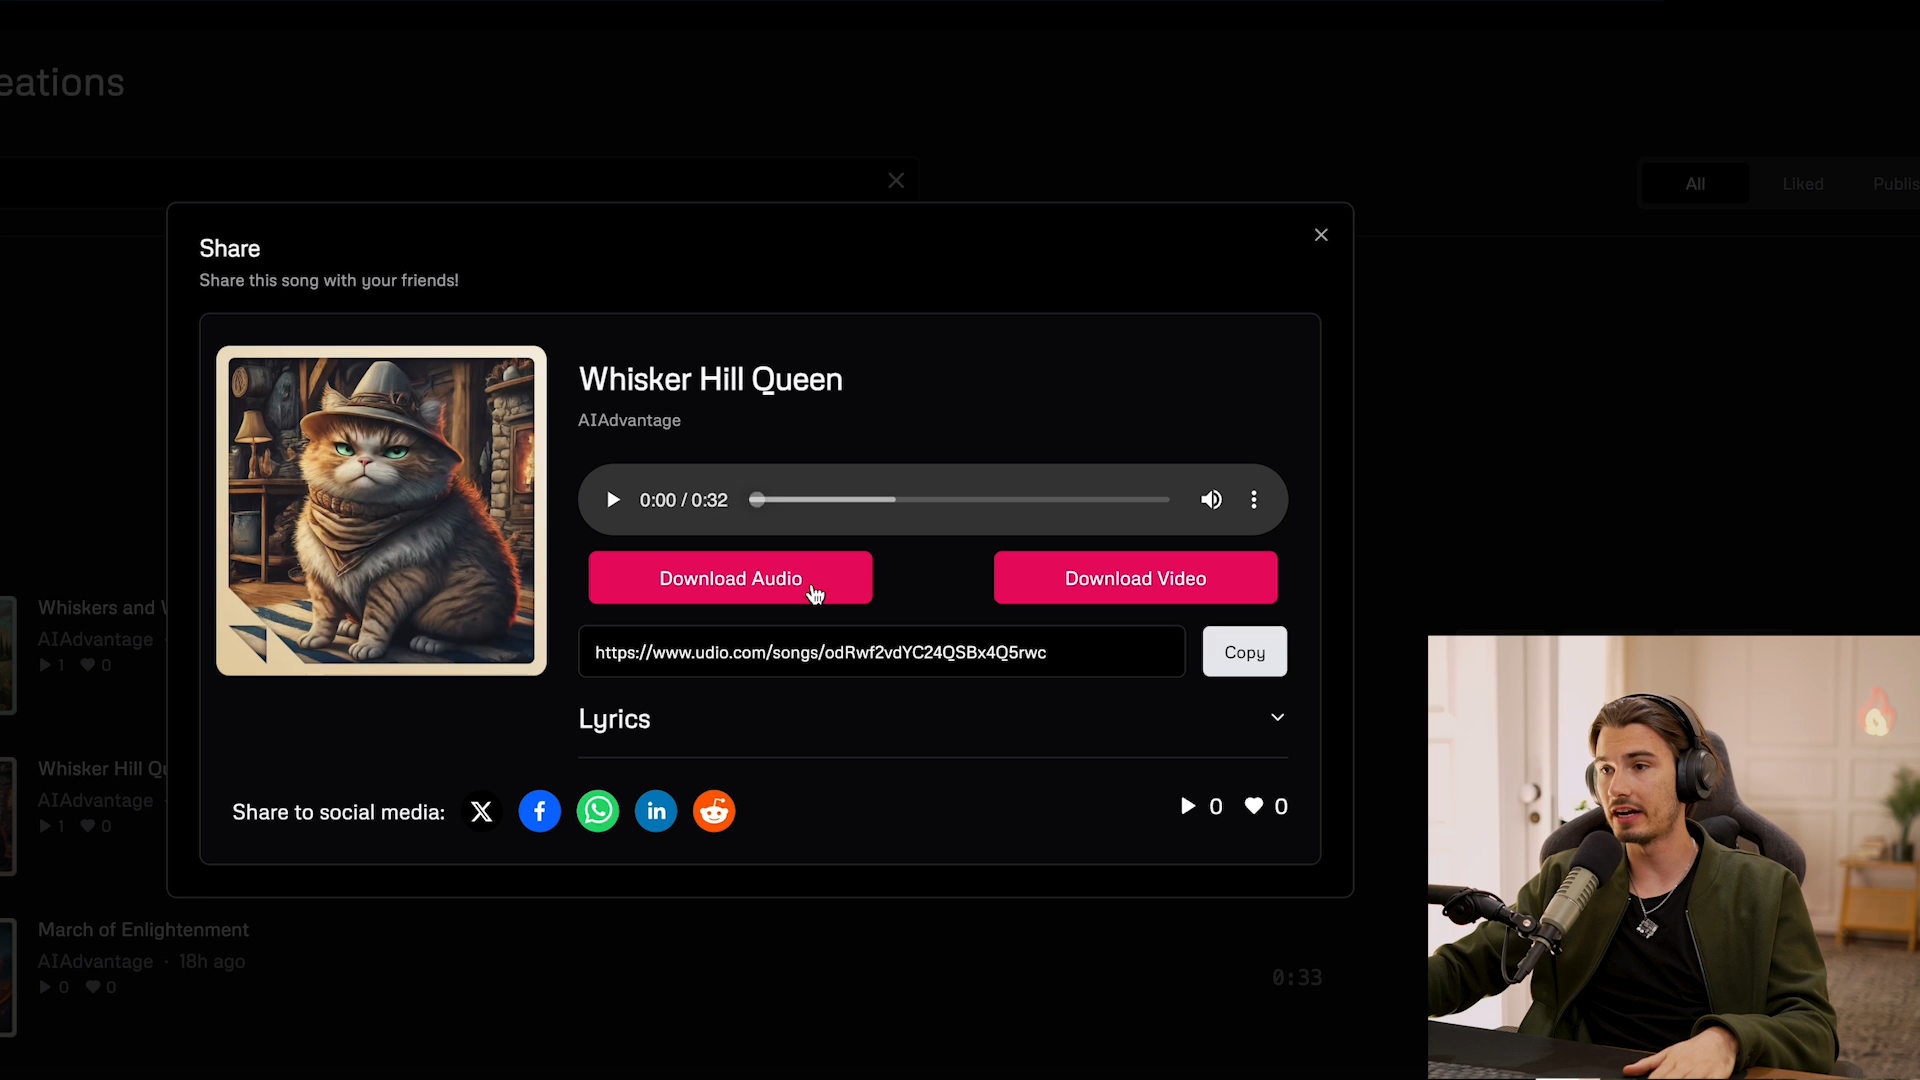 eations
All
Liked
Publis
Share
Share this song with your friends!
Whisker Hill Queen
AIAdvantage
0:00 / 0:32
Download Audio
Download Video
https://www.udio.com/songs/odRwf2vdYC24QSBx4Q5rwc
Copy
Lyrics
Share to social media:
X
f
in
0
0
Whiskers and
AIAdvantage
1
0
Whisker Hill Qu
AIAdvantage
1
0
March of Enlightenment
AIAdvantage · 18h ago
0
0
0:33